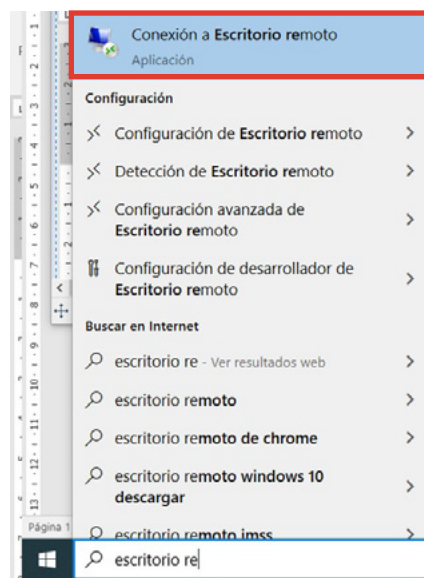 Conexión a Escritorio remoto
Aplicación
Configuración
Configuración de Escritorio remoto
Detección de Escritorio remoto
Configuración avanzada de
Escritorio remoto
Configuración de desarrollador de
Escritorio remoto
Buscar en Internet
escritorio re - Ver resultados web
escritorio remoto
escritorio remoto de chrome
escritorio remoto windows 10
descargar
escritorio remoto imss
Página 1
escritorio re